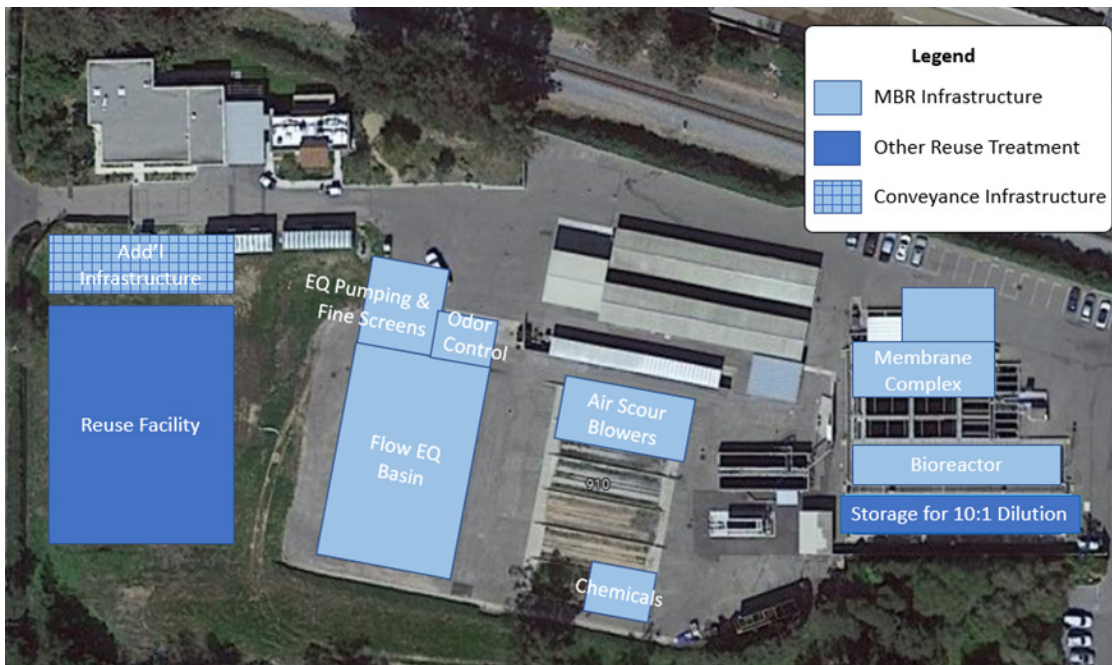 Legend
MBR Infrastructure
Other Reuse Treatment
Conveyance Infrastructure
Add'l
Infrastructure
EQ Pumping &
Fine Screens
Odor
Control
Membrane
Complex
Reuse Facility
Air Scour
Blowers
Flow EQ
Basin
Bioreactor
910
Storage for 10:1 Dilution
Chemicals